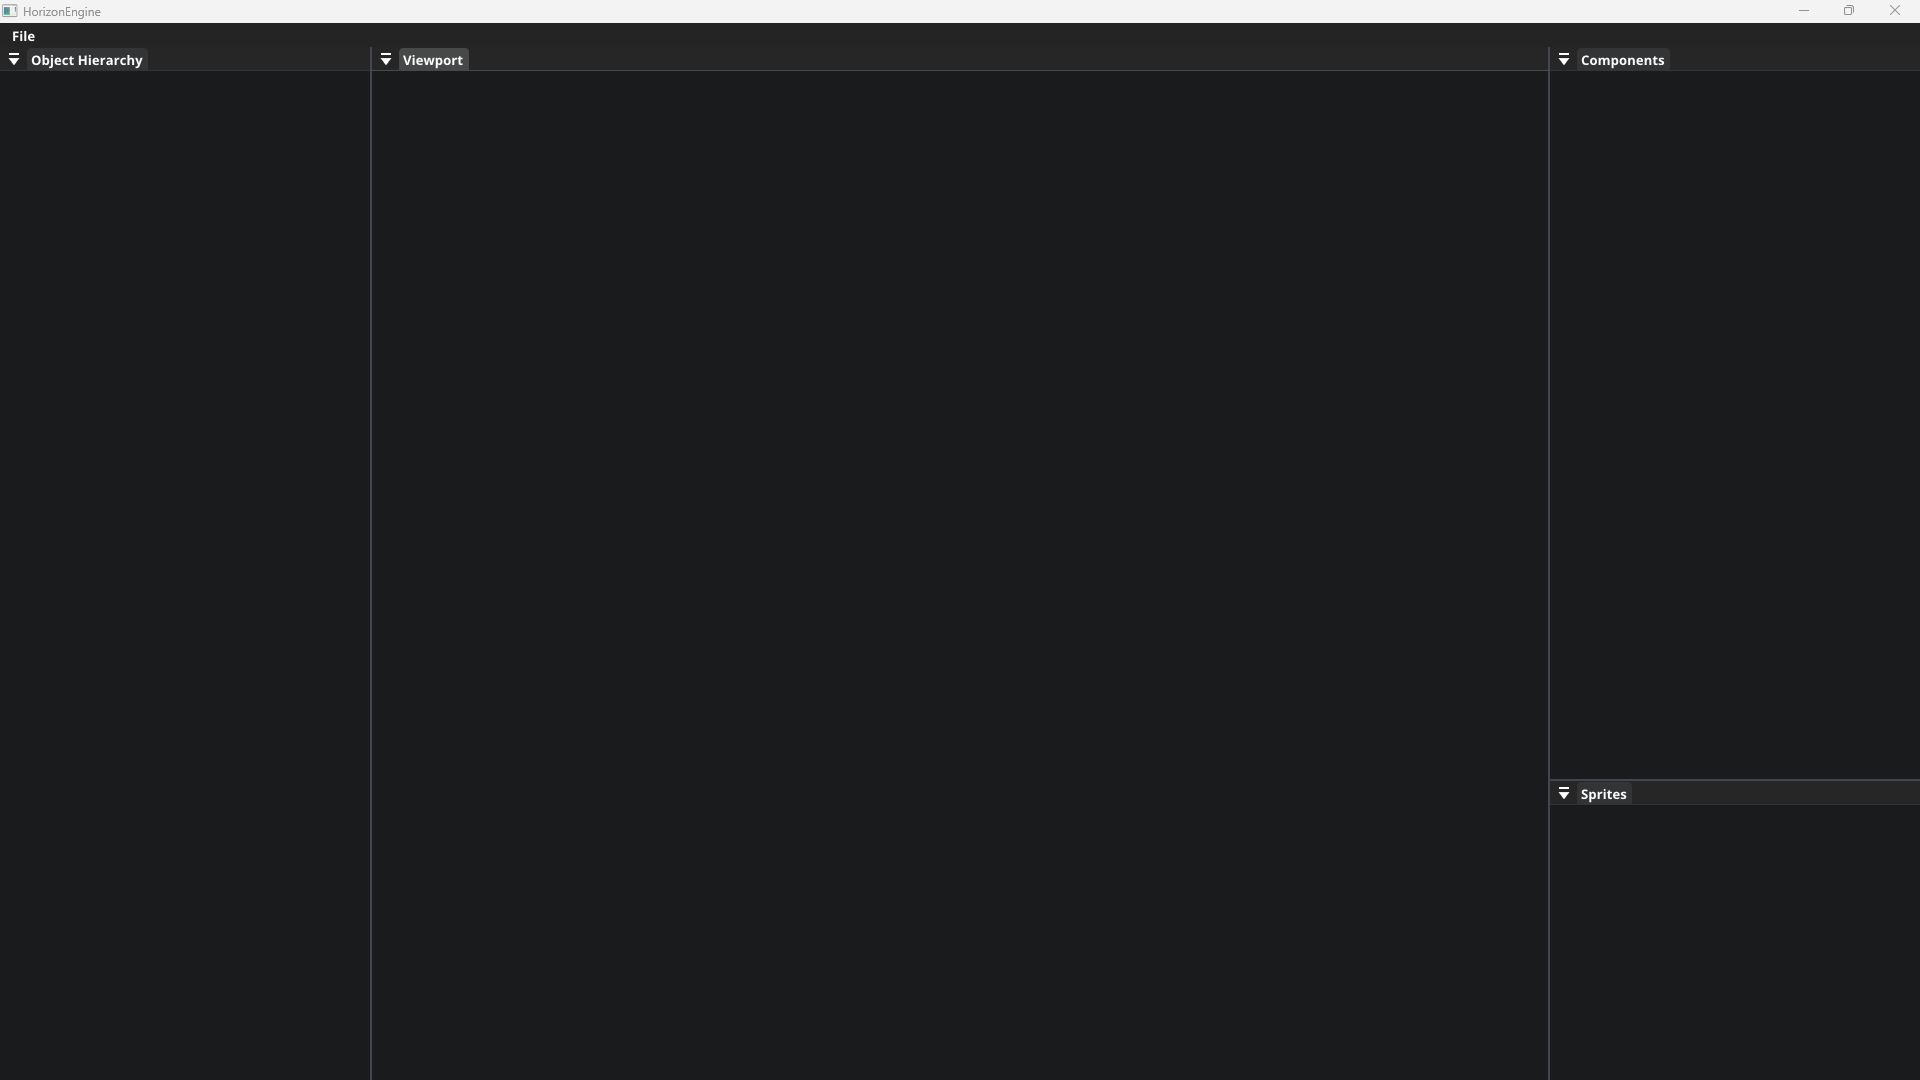 HorizonEngine
File
Object Hierarchy
Viewport
Components
Sprites